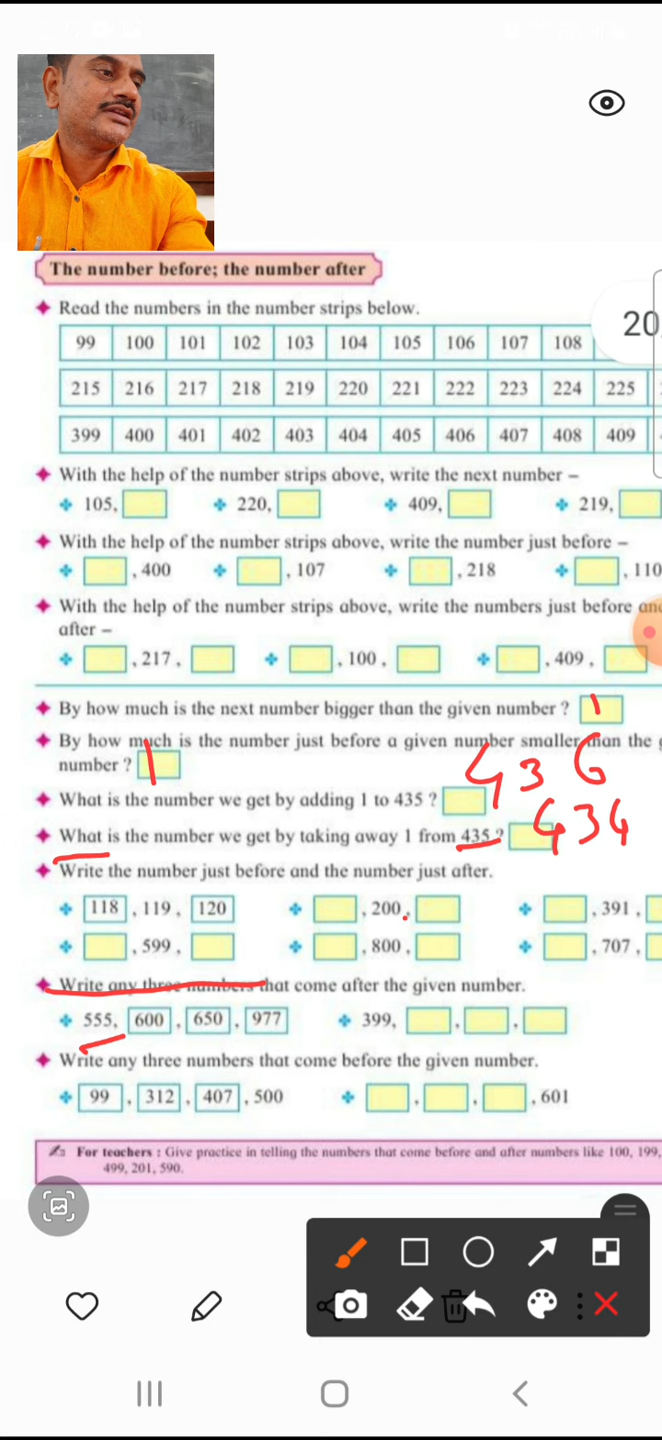 The number before; the number after
Read the numbers in the number strips below.
99 100 101 102 103 104 105 106 107 108
20
215 216 217 218 219 220 221 222 223 224 225
399 400 401 402 403 404 405 406 407 408 409
With the help of the number strips above, write the next number –
105, 220, 409, 219,
With the help of the number strips above, write the number just before –
, 400 , 107 , 218 , 110
With the help of the number strips above, write the numbers just before and
after –
, 217 , , 100 , , 409 ,
By how much is the next number bigger than the given number ? 1
By how much is the number just before a given number smaller than the
number ? 1
436
What is the number we get by adding 1 to 435 ?
What is the number we get by taking away 1 from 435 ? 434
Write the number just before and the number just after.
118 , 119 , 120 , 200 , , 391 ,
, 599 , , 800 , , 707 ,
Write any three numbers that come after the given number.
555, 600 , 650 , 977 399, , ,
Write any three numbers that come before the given number.
99 , 312 , 407 , 500 , , , 601
For teachers : Give practice in telling the numbers that come before and after numbers like 100, 199,
499, 201, 590.